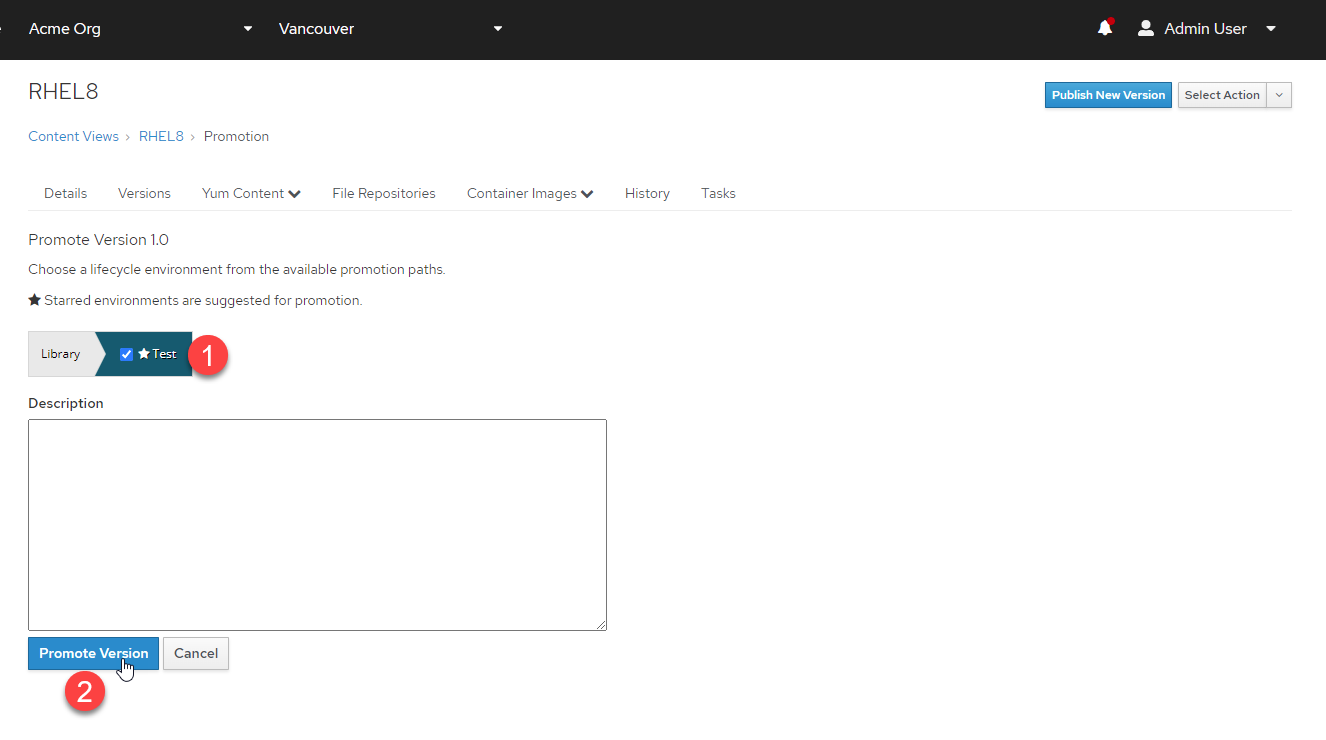 Acme Org Vancouver Admin User
RHEL8
Publish New Version Select Action
Content Views › RHEL8 › Promotion
Details Versions Yum Content File Repositories Container Images History Tasks
Promote Version 1.0
Choose a lifecycle environment from the available promotion paths.
★ Starred environments are suggested for promotion.
Library ★ Test 1
Description
Promote Version Cancel
2